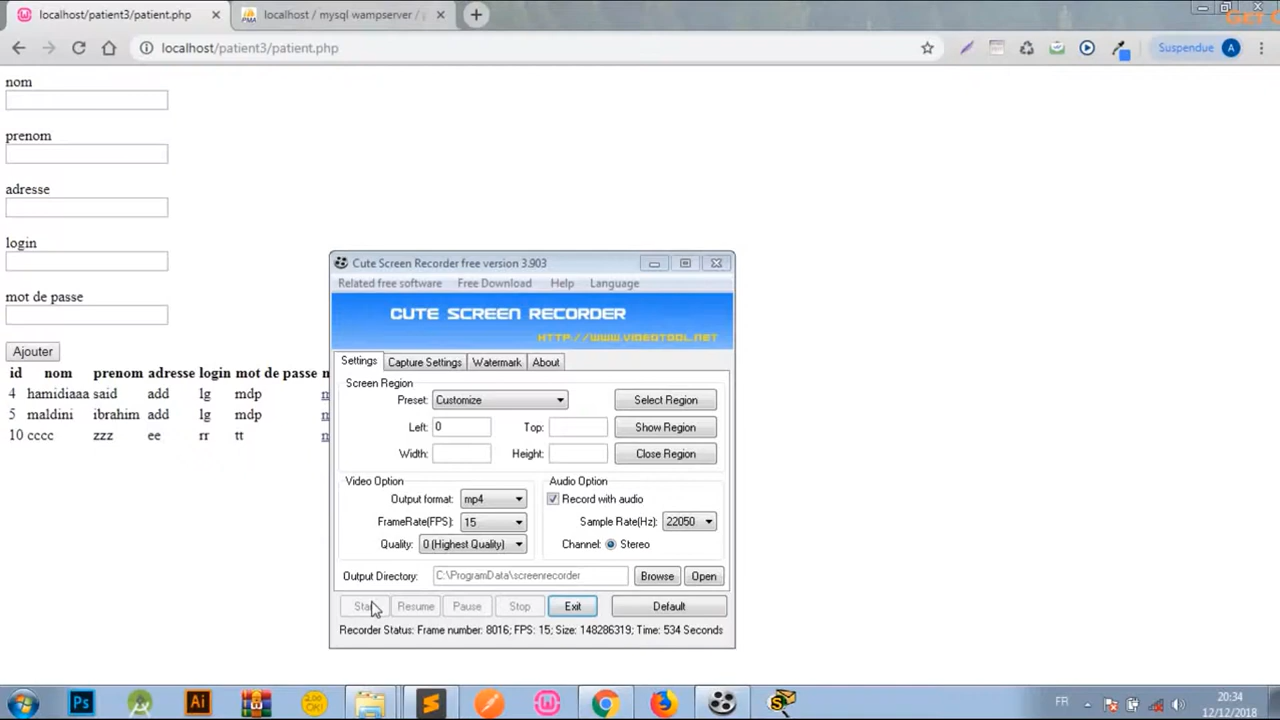 localhost/patient3/patient.php
localhost / mysql wampserver /
localhost/patient3/patient.php
Suspendue
A
nom
prenom
adresse
login
mot de passe
Ajouter
id nom prenom adresse login mot de passe
4 hamidiaaa said add lg mdp
5 maldini ibrahim add lg mdp
10 cccc zzz ee rr tt
Cute Screen Recorder free version 3.903
Related free software Free Download Help Language
CUTE SCREEN RECORDER
HTTP://WWW.VIDEOTOOL.NET
Settings Capture Settings Watermark About
Screen Region
Preset: Customize Select Region
Left: 0 Top: Show Region
Width: Height: Close Region
Video Option Audio Option
Output format: mp4 Record with audio
FrameRate(FPS): 15 Sample Rate(Hz): 22050
Quality: 0 (Highest Quality) Channel: Stereo
Output Directory: C:\ProgramData\screenrecorder Browse Open
Resume Pause Stop Exit Default
Recorder Status: Frame number: 8016; FPS: 15; Size: 148286319; Time: 534 Seconds
Ps
Ai
FR
20:34
12/12/2018